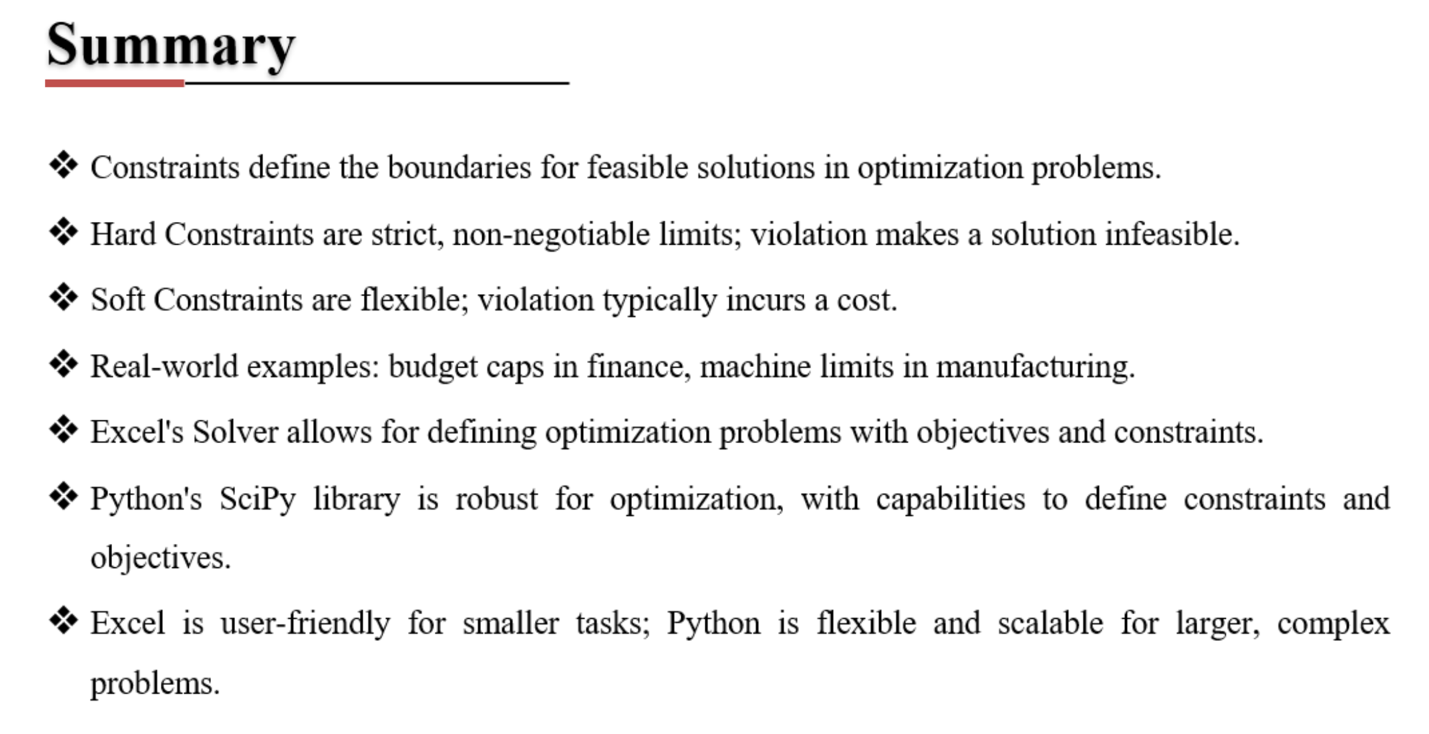 Summary
❖ Constraints define the boundaries for feasible solutions in optimization problems.
❖ Hard Constraints are strict, non-negotiable limits; violation makes a solution infeasible.
❖ Soft Constraints are flexible; violation typically incurs a cost.
❖ Real-world examples: budget caps in finance, machine limits in manufacturing.
❖ Excel's Solver allows for defining optimization problems with objectives and constraints.
❖ Python's SciPy library is robust for optimization, with capabilities to define constraints and
objectives.
❖ Excel is user-friendly for smaller tasks; Python is flexible and scalable for larger, complex
problems.